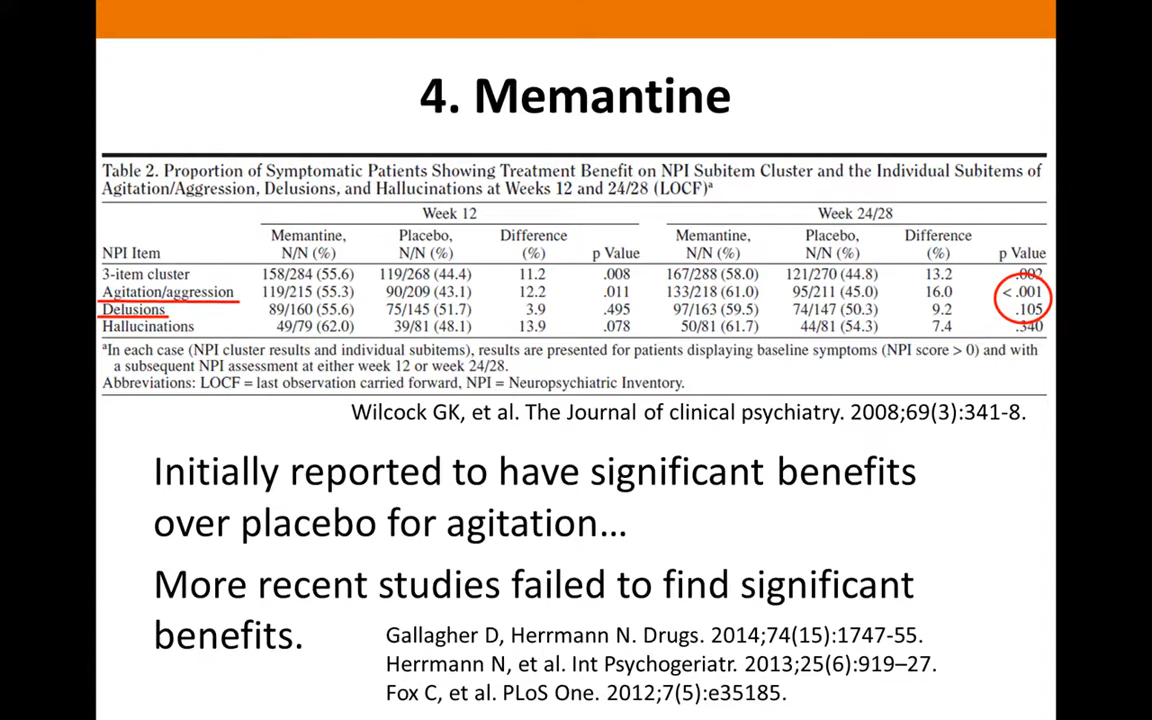 4. Memantine
Table 2. Proportion of Symptomatic Patients Showing Treatment Benefit on NPI Subitem Cluster and the Individual Subitems of
Agitation/Aggression, Delusions, and Hallucinations at Weeks 12 and 24/28 (LOCF)a
Week 12 Week 24/28
Memantine, Placebo, Difference Memantine, Placebo, Difference
NPI Item N/N (%) N/N (%) (%) p Value N/N (%) N/N (%) (%) p Value
3-item cluster 158/284 (55.6) 119/268 (44.4) 11.2 .008 167/288 (58.0) 121/270 (44.8) 13.2 .002
Agitation/aggression 119/215 (55.3) 90/209 (43.1) 12.2 .011 133/218 (61.0) 95/211 (45.0) 16.0 < .001
Delusions 89/160 (55.6) 75/145 (51.7) 3.9 .495 97/163 (59.5) 74/147 (50.3) 9.2 .105
Hallucinations 49/79 (62.0) 39/81 (48.1) 13.9 .078 50/81 (61.7) 44/81 (54.3) 7.4 .340
aIn each case (NPI cluster results and individual subitems), results are presented for patients displaying baseline symptoms (NPI score > 0) and with
a subsequent NPI assessment at either week 12 or week 24/28.
Abbreviations: LOCF = last observation carried forward, NPI = Neuropsychiatric Inventory.
Wilcock GK, et al. The Journal of clinical psychiatry. 2008;69(3):341-8.
Initially reported to have significant benefits
over placebo for agitation…
More recent studies failed to find significant
benefits.
Gallagher D, Herrmann N. Drugs. 2014;74(15):1747-55.
Herrmann N, et al. Int Psychogeriatr. 2013;25(6):919–27.
Fox C, et al. PLoS One. 2012;7(5):e35185.